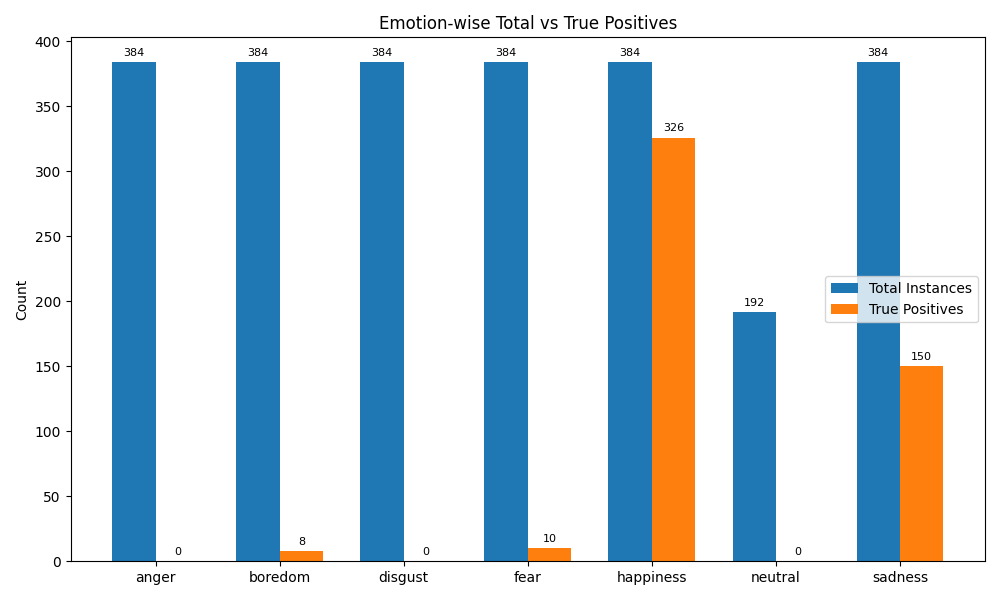 Emotion-wise Total vs True Positives
Count
400
350
300
250
200
150
100
50
0
384
0
384
8
384
0
384
10
384
326
192
0
384
150
Total Instances
True Positives
anger
boredom
disgust
fear
happiness
neutral
sadness